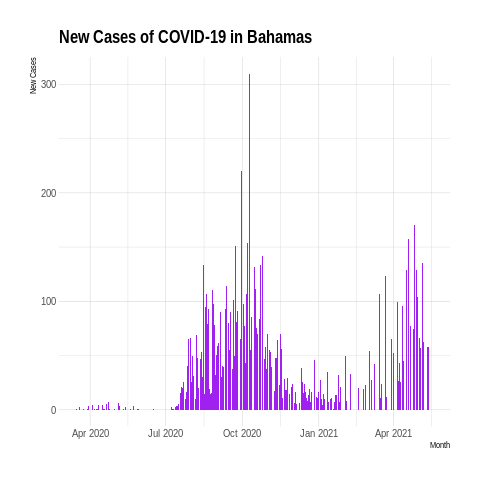 New Cases of COVID-19 in Bahamas
New Cases
300
200
100
0
Apr 2020 Jul 2020 Oct 2020 Jan 2021 Apr 2021
Month